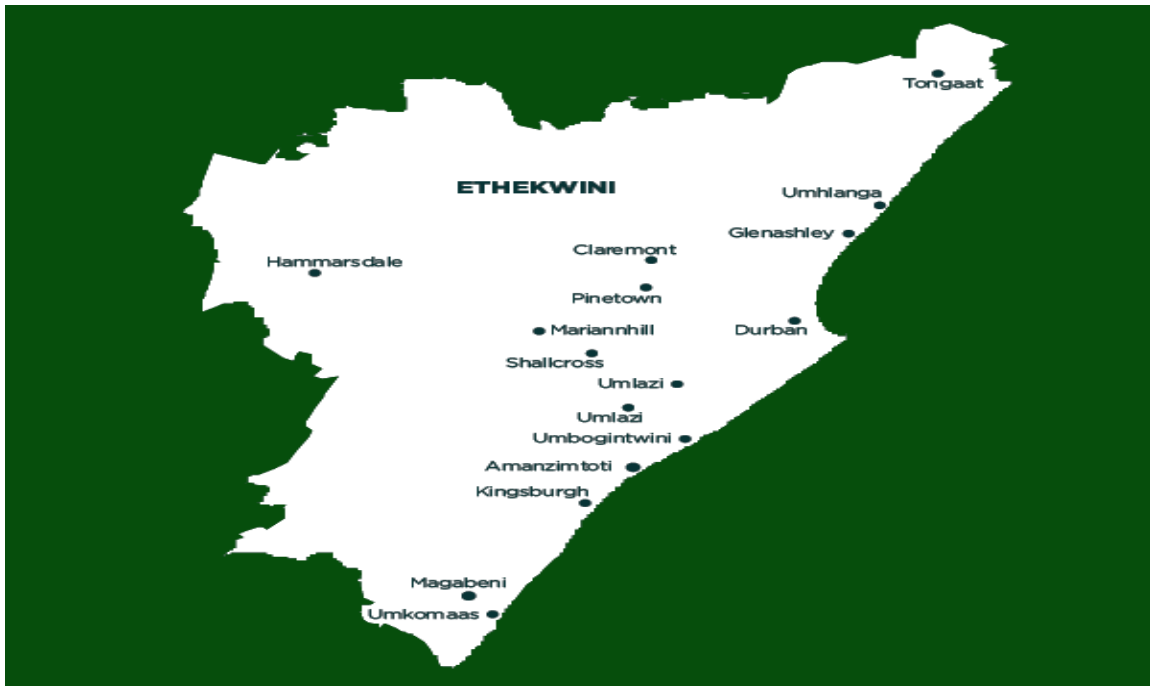 Tongaat
ETHEKWINI
Umhlanga
Glenashley
Claremont
Hammarsdale
Pinetown
Mariannhill
Durban
Shallcross
Umlazi
Umlazi
Umbogintwini
Amanzimtoti
Kingsburgh
Magabeni
Umkomaas